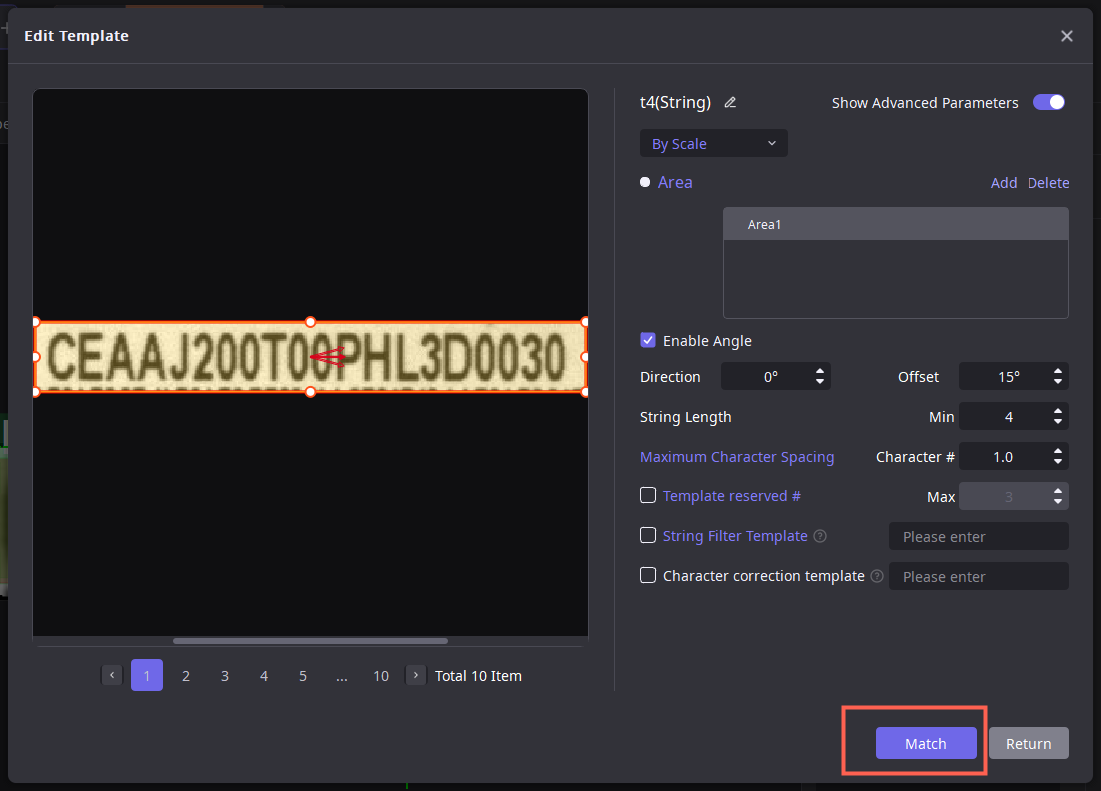 Edit Template
t4(String)
Show Advanced Parameters
By Scale
Area
Add Delete
Area1
CEAAJ200T00PHL3D0030
Enable Angle
Direction 0° Offset 15°
String Length Min 4
Maximum Character Spacing Character # 1.0
Template reserved # Max 3
String Filter Template ? Please enter
Character correction template ? Please enter
< 1 2 3 4 5 ... 10 > Total 10 Item
Match Return